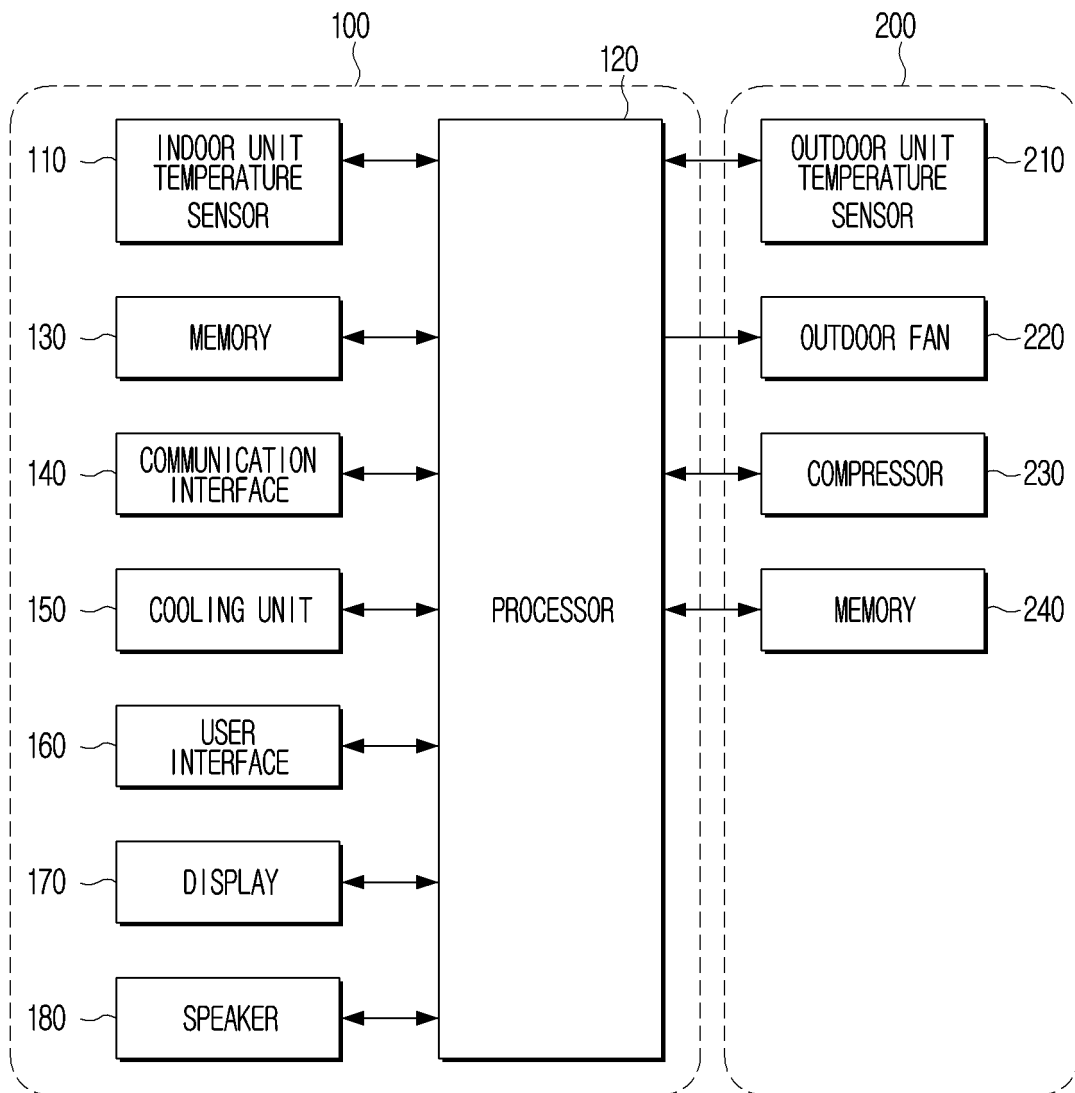 100
200
120
110
INDOOR UNIT
TEMPERATURE
SENSOR
OUTDOOR UNIT
TEMPERATURE
SENSOR
210
130
MEMORY
OUTDOOR FAN
220
140
COMMUNICATION
INTERFACE
COMPRESSOR
230
150
COOLING UNIT
PROCESSOR
MEMORY
240
160
USER
INTERFACE
170
DISPLAY
180
SPEAKER